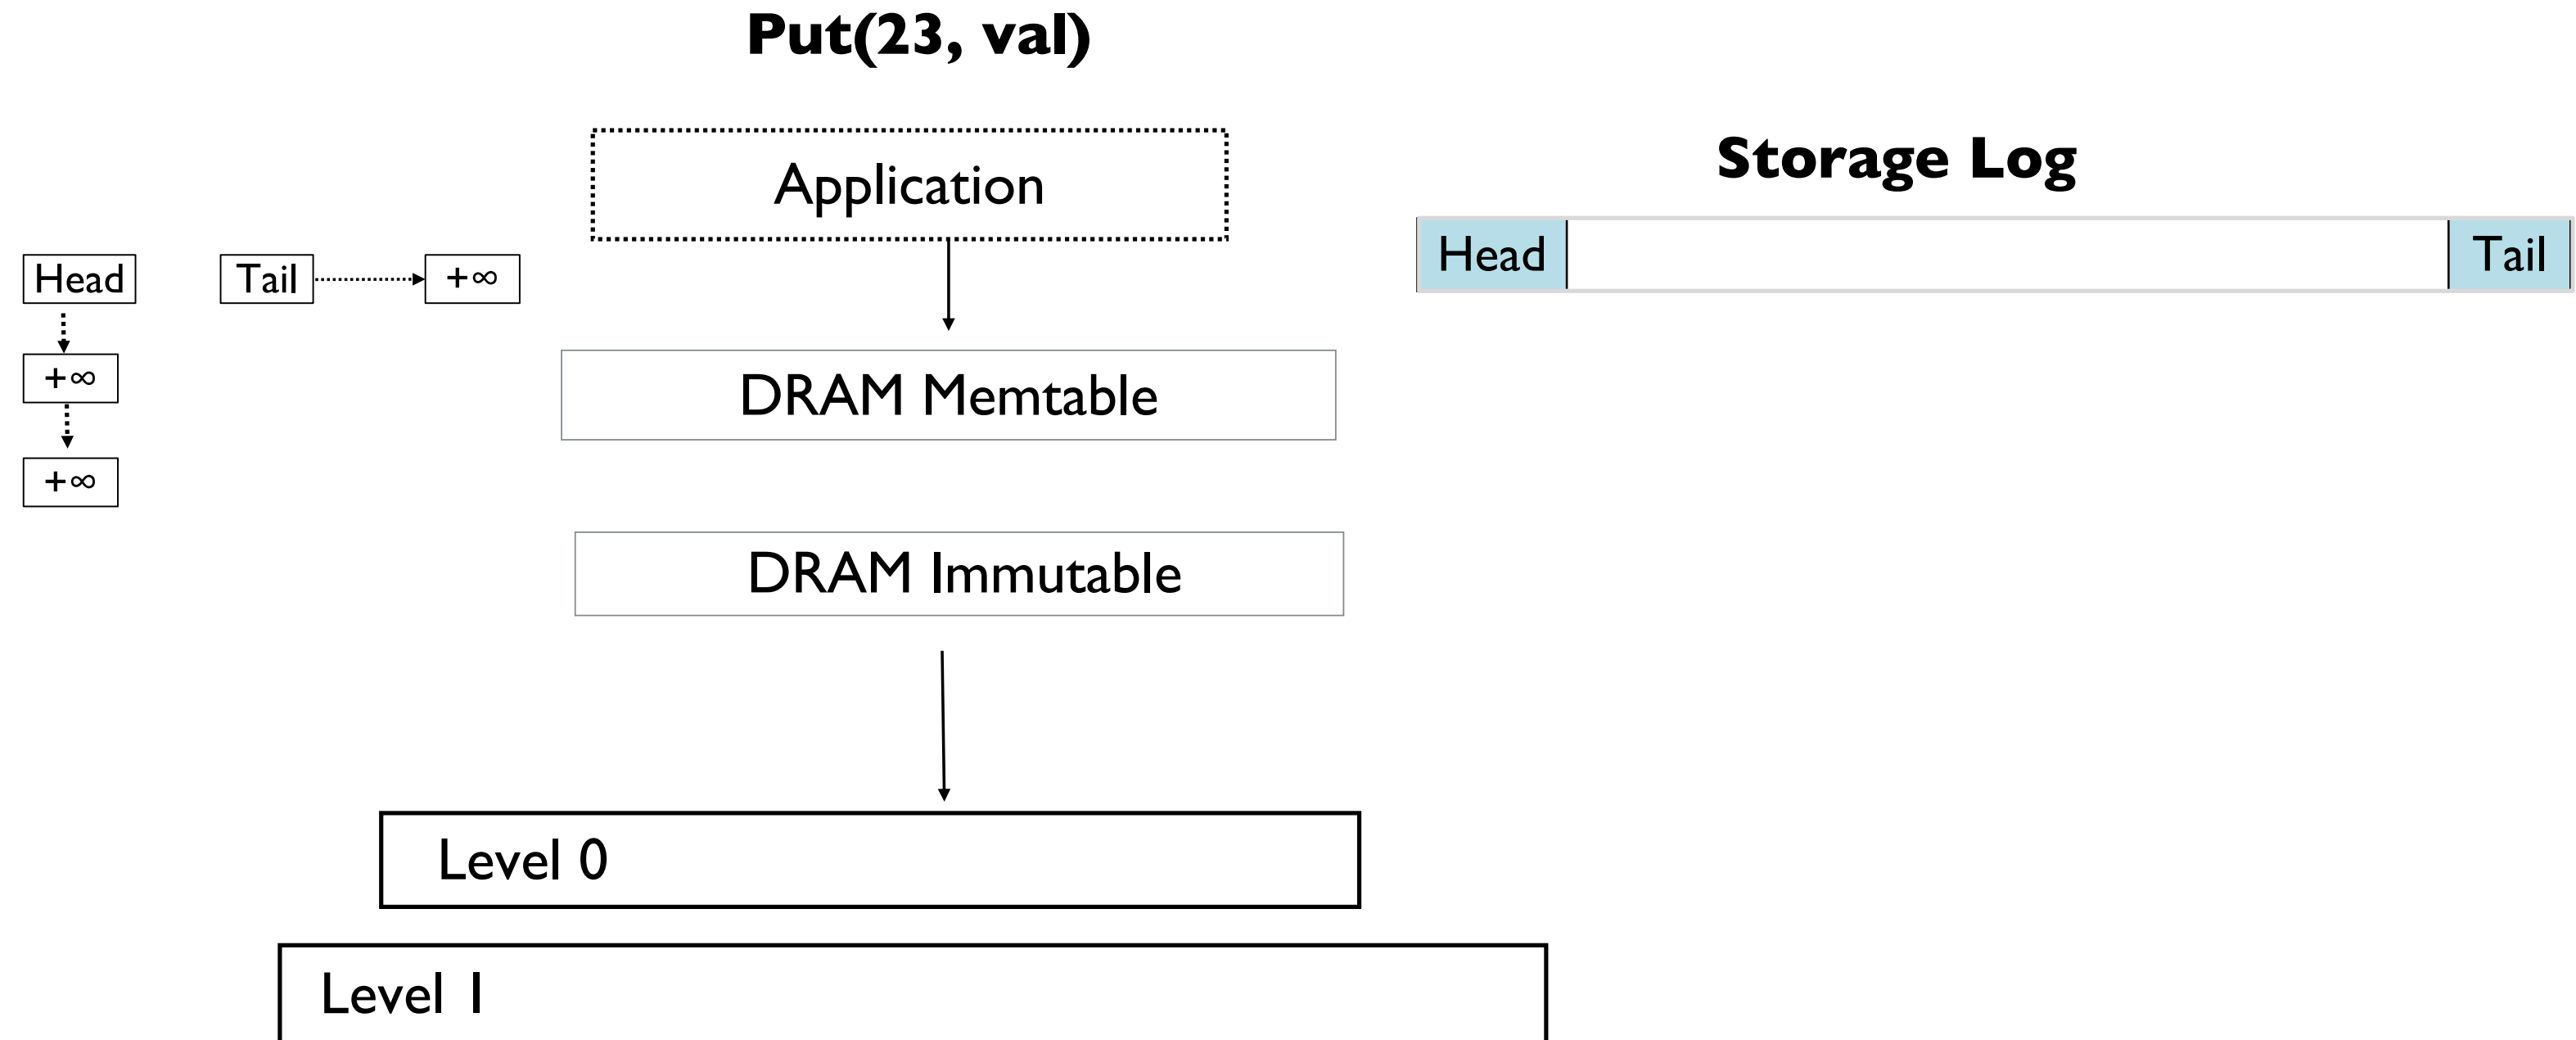 Put(23, val)
Application
Storage Log
Head
Tail
Head
Tail
+∞
+∞
+∞
DRAM Memtable
DRAM Immutable
Level 0
Level 1